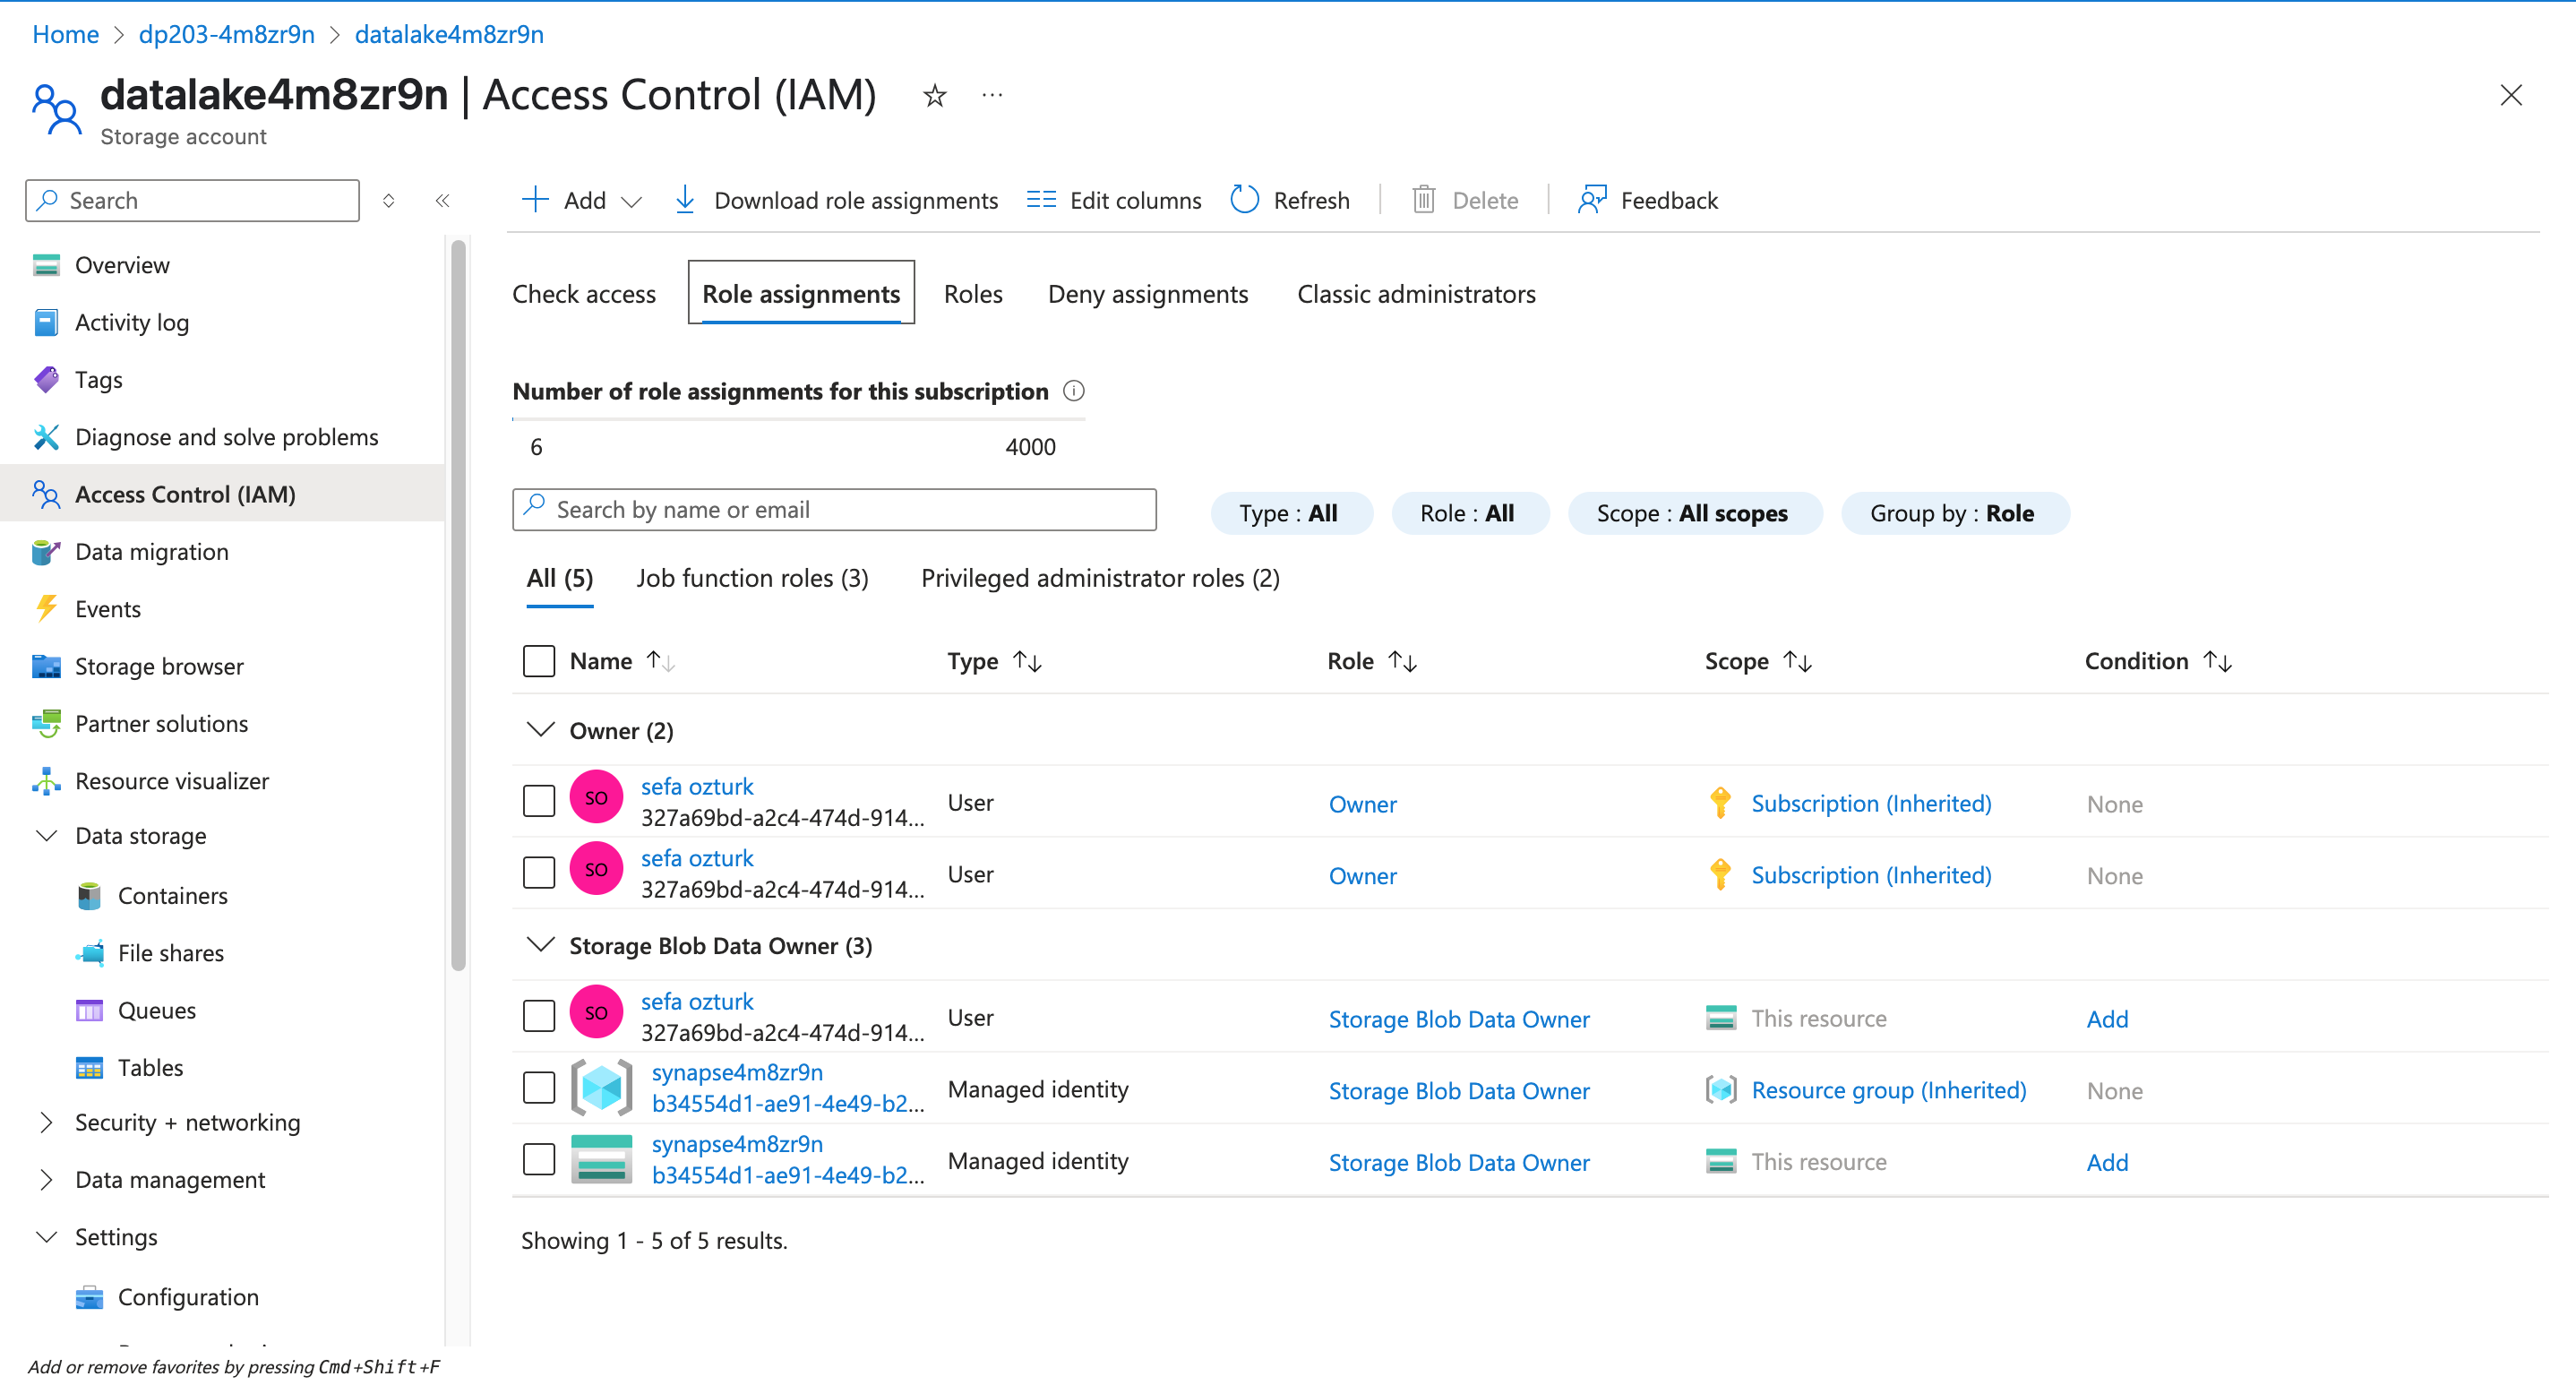 Home > dp203-4m8zr9n > datalake4m8zr9n
datalake4m8zr9n | Access Control (IAM)
Storage account
Search
Overview
Activity log
Tags
Diagnose and solve problems
Access Control (IAM)
Data migration
Events
Storage browser
Partner solutions
Resource visualizer
Data storage
Containers
File shares
Queues
Tables
Security + networking
Data management
Settings
Configuration
Add or remove favorites by pressing Cmd+Shift+F
Add Download role assignments Edit columns Refresh Delete Feedback
Check access Role assignments Roles Deny assignments Classic administrators
Number of role assignments for this subscription
6 4000
Search by name or email Type : All Role : All Scope : All scopes Group by : Role
All (5) Job function roles (3) Privileged administrator roles (2)
Name Type Role Scope Condition
Owner (2)
SO sefa ozturk User Owner Subscription (Inherited) None
327a69bd-a2c4-474d-914...
SO sefa ozturk User Owner Subscription (Inherited) None
327a69bd-a2c4-474d-914...
Storage Blob Data Owner (3)
SO sefa ozturk User Storage Blob Data Owner This resource Add
327a69bd-a2c4-474d-914...
synapse4m8zr9n Managed identity Storage Blob Data Owner Resource group (Inherited) None
b34554d1-ae91-4e49-b2...
synapse4m8zr9n Managed identity Storage Blob Data Owner This resource Add
b34554d1-ae91-4e49-b2...
Showing 1 - 5 of 5 results.